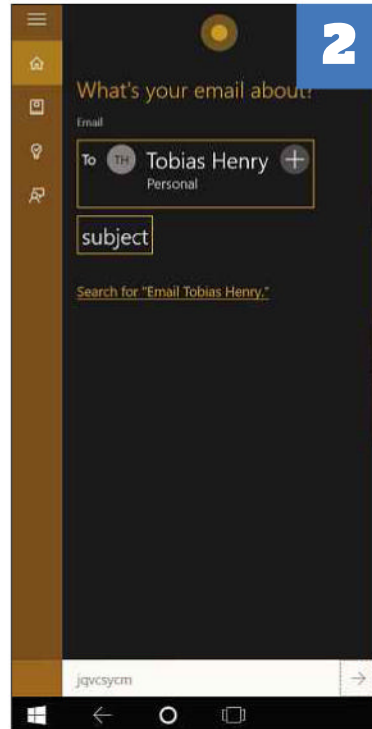 2
What's your email about?
Email
To TH Tobias Henry
Personal
subject
Search for "Email Tobias Henry."
jqvcsycm